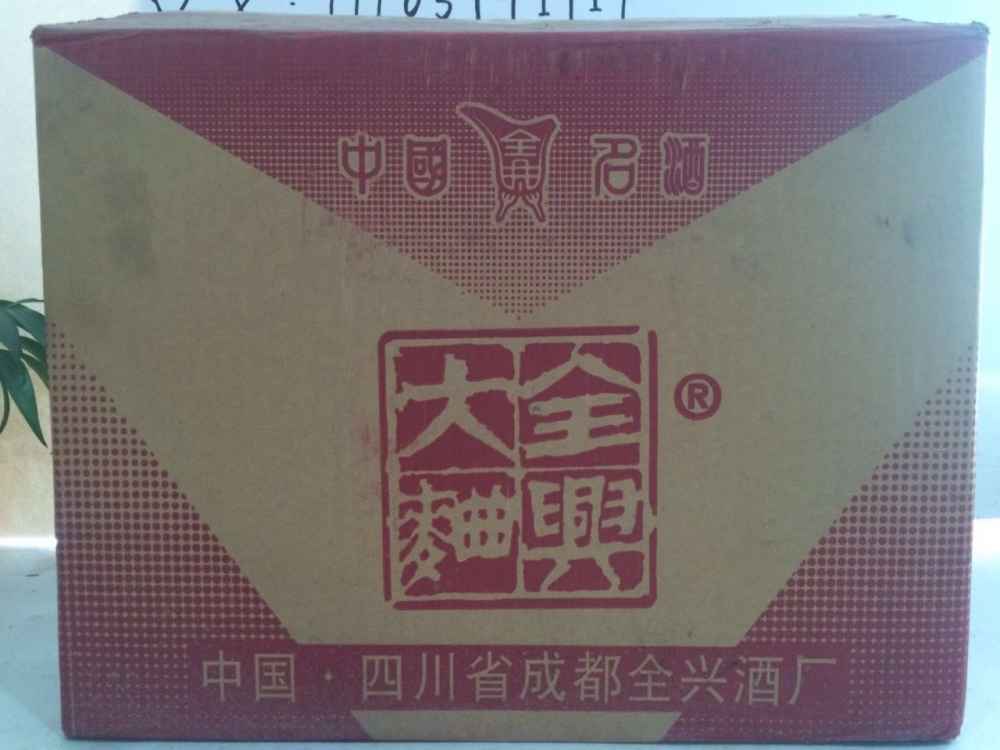 中國 名酒
全興
大麯
®
中国·四川省成都全兴酒厂